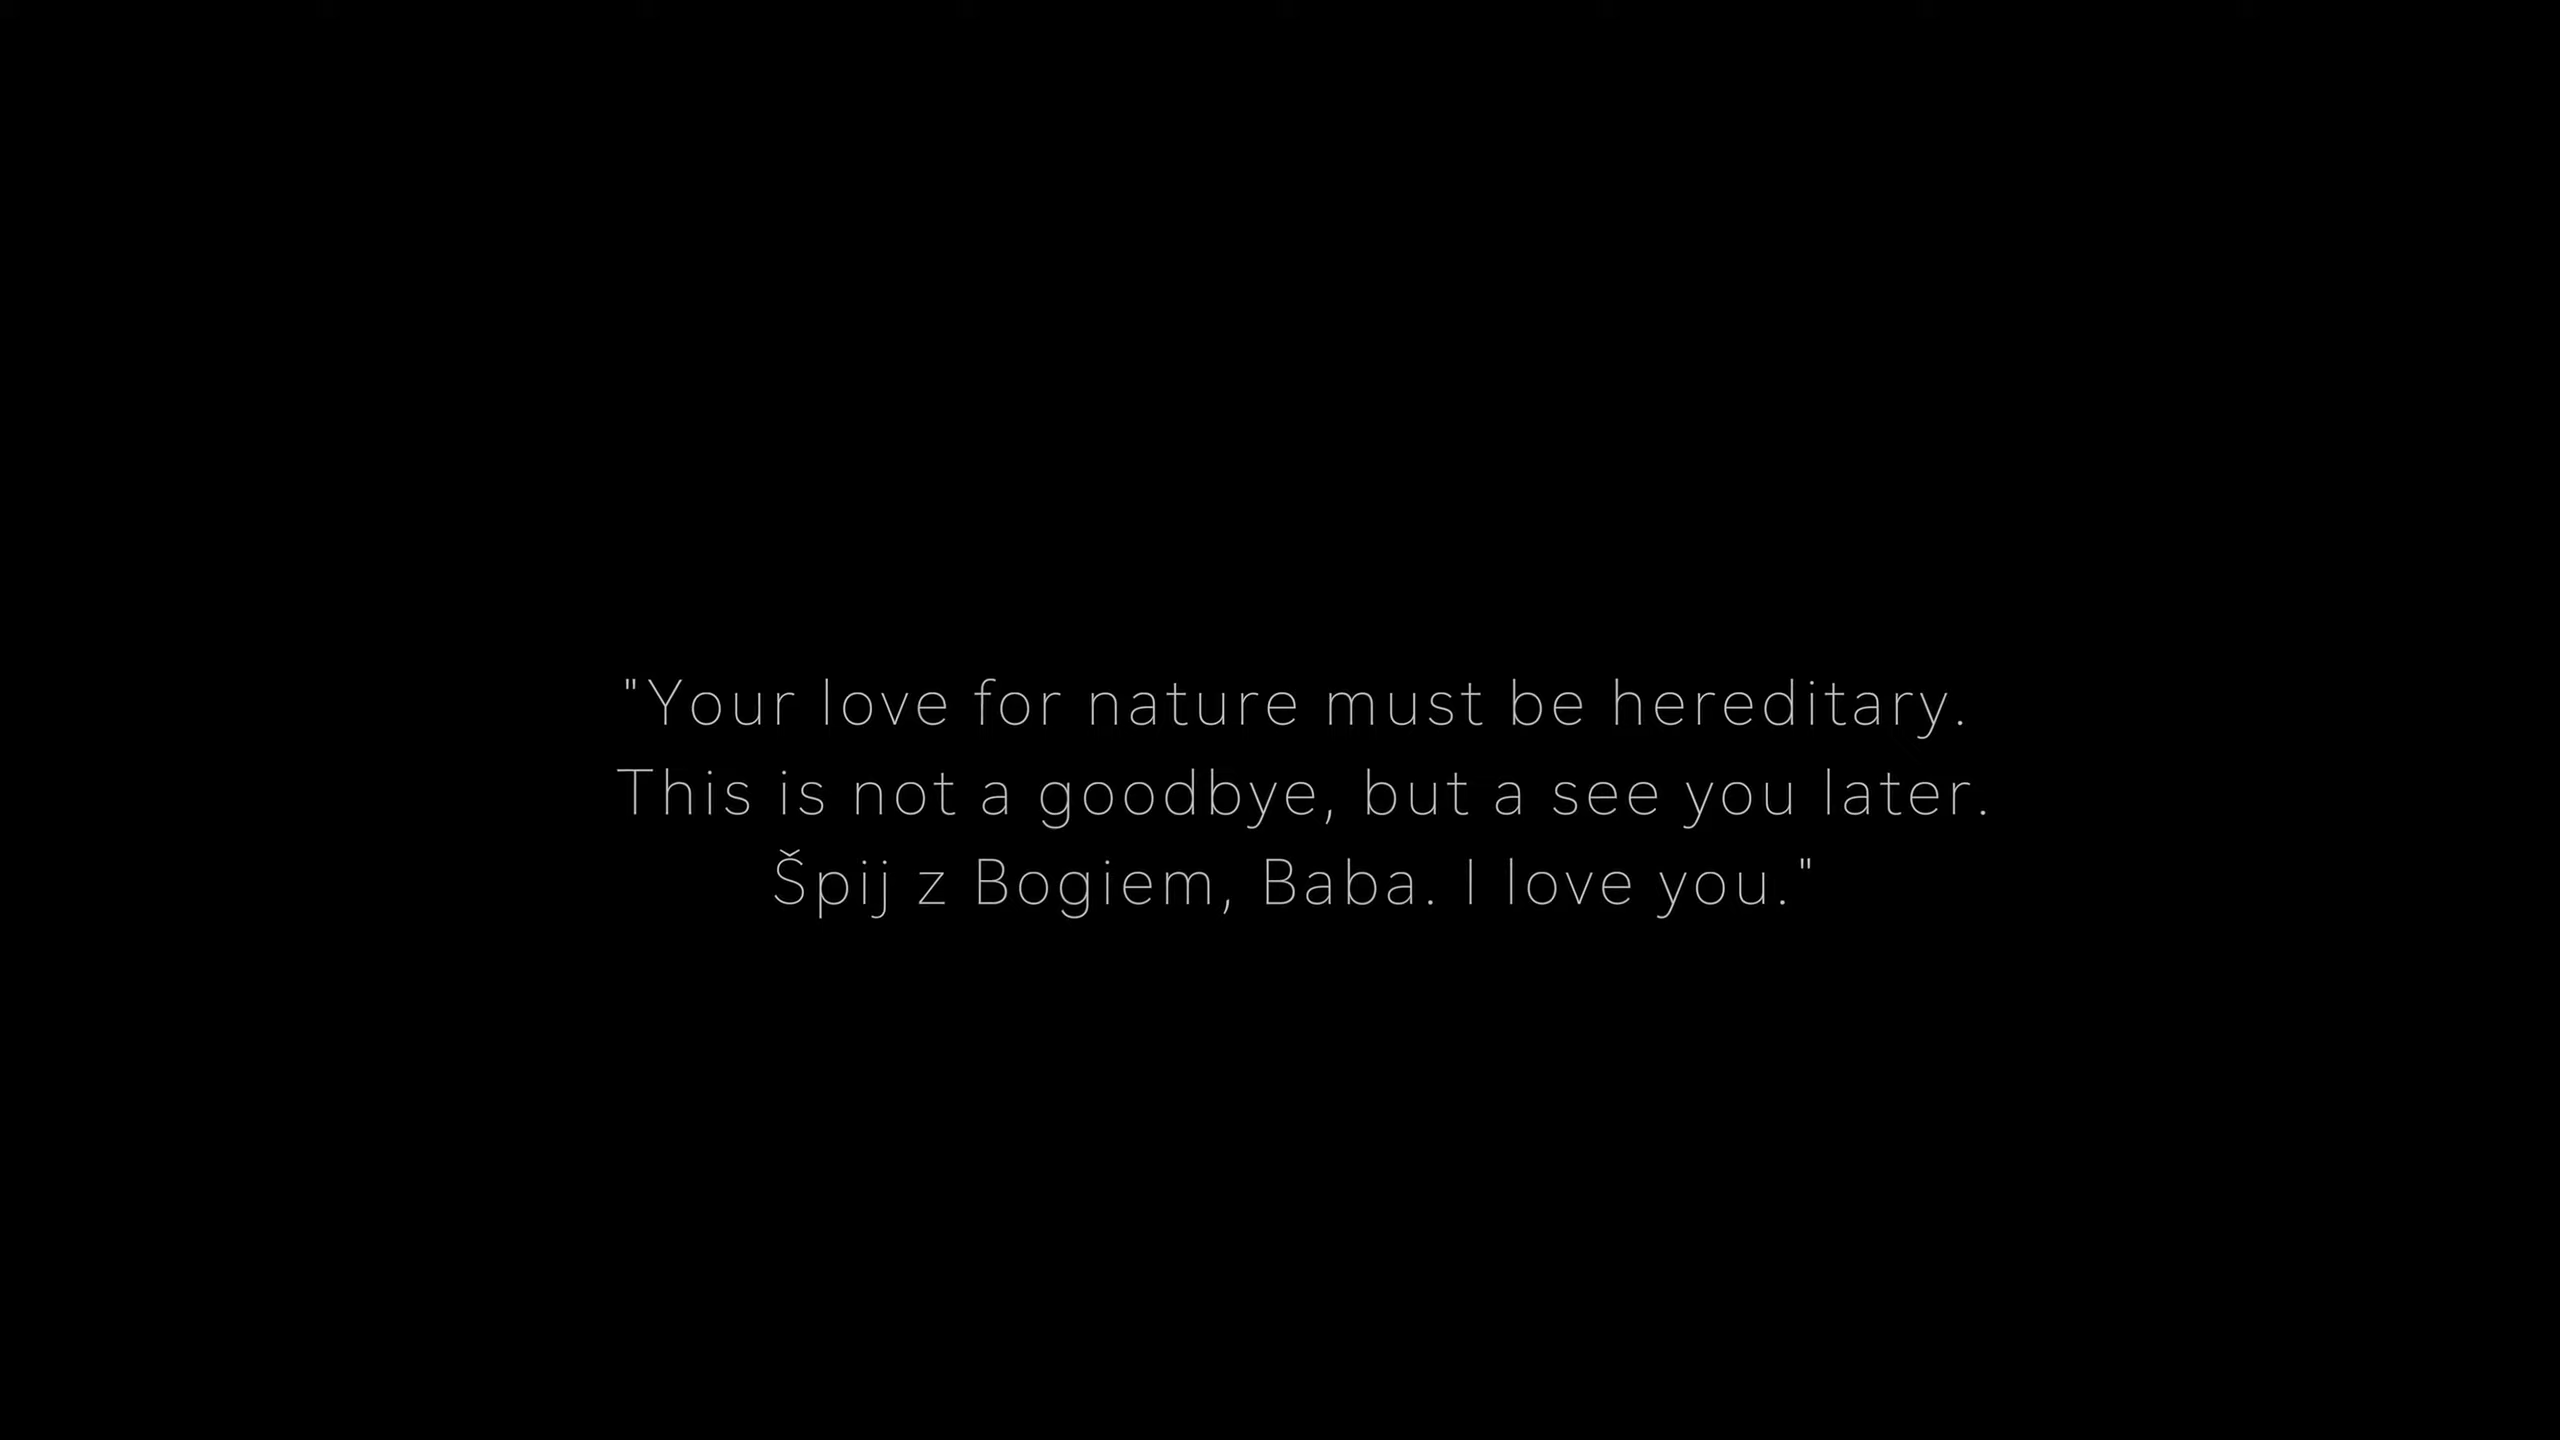 "Your love for nature must be hereditary.
This is not a goodbye, but a see you later.
Špij z Bogiem, Baba. I love you."